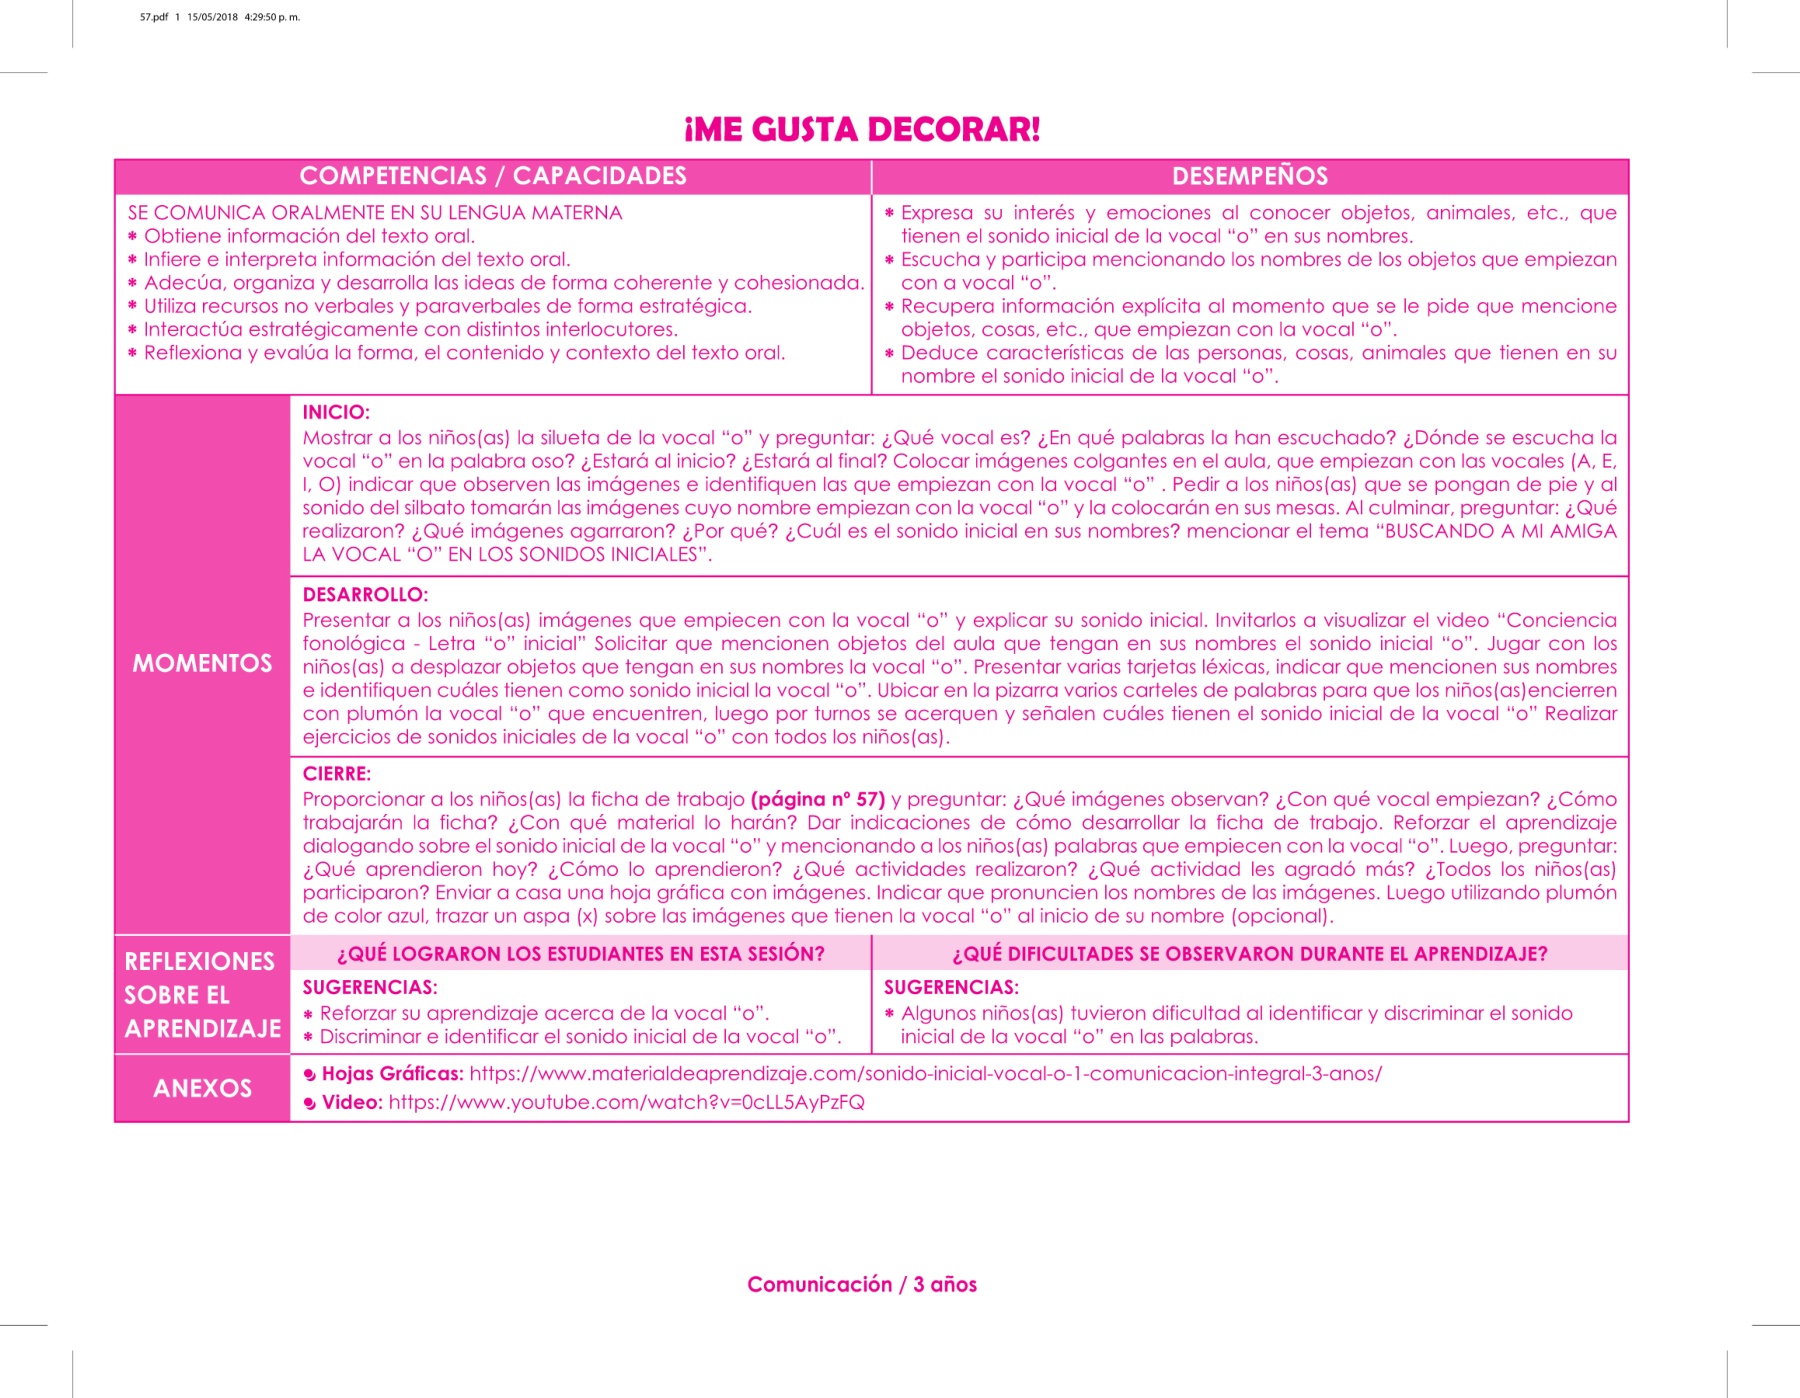 57.pdf 1 15/05/2018 4:29:50 p. m.
¡ME GUSTA DECORAR!
COMPETENCIAS / CAPACIDADES
DESEMPEÑOS
SE COMUNICA ORALMENTE EN SU LENGUA MATERNA
* Obtiene información del texto oral.
* Infiere e interpreta información del texto oral.
* Adecúa, organiza y desarrolla las ideas de forma coherente y cohesionada.
* Utiliza recursos no verbales y paraverbales de forma estratégica.
* Interactúa estratégicamente con distintos interlocutores.
* Reflexiona y evalúa la forma, el contenido y contexto del texto oral.
* Expresa su interés y emociones al conocer objetos, animales, etc., que
tienen el sonido inicial de la vocal “o” en sus nombres.
* Escucha y participa mencionando los nombres de los objetos que empiezan
con a vocal “o”.
* Recupera información explícita al momento que se le pide que mencione
objetos, cosas, etc., que empiezan con la vocal “o”.
* Deduce características de las personas, cosas, animales que tienen en su
nombre el sonido inicial de la vocal “o”.
MOMENTOS
INICIO:
Mostrar a los niños(as) la silueta de la vocal “o” y preguntar: ¿Qué vocal es? ¿En qué palabras la han escuchado? ¿Dónde se escucha la
vocal “o” en la palabra oso? ¿Estará al inicio? ¿Estará al final? Colocar imágenes colgantes en el aula, que empiezan con las vocales (A, E,
I, O) indicar que observen las imágenes e identifiquen las que empiezan con la vocal “o” . Pedir a los niños(as) que se pongan de pie y al
sonido del silbato tomarán las imágenes cuyo nombre empiezan con la vocal “o” y la colocarán en sus mesas. Al culminar, preguntar: ¿Qué
realizaron? ¿Qué imágenes agarraron? ¿Por qué? ¿Cuál es el sonido inicial en sus nombres? mencionar el tema “BUSCANDO A MI AMIGA
LA VOCAL “O” EN LOS SONIDOS INICIALES”.
DESARROLLO:
Presentar a los niños(as) imágenes que empiecen con la vocal “o” y explicar su sonido inicial. Invitarlos a visualizar el video “Conciencia
fonológica - Letra “o” inicial” Solicitar que mencionen objetos del aula que tengan en sus nombres el sonido inicial “o”. Jugar con los
niños(as) a desplazar objetos que tengan en sus nombres la vocal “o”. Presentar varias tarjetas léxicas, indicar que mencionen sus nombres
e identifiquen cuáles tienen como sonido inicial la vocal “o”. Ubicar en la pizarra varios carteles de palabras para que los niños(as)encierren
con plumón la vocal “o” que encuentren, luego por turnos se acerquen y señalen cuáles tienen el sonido inicial de la vocal “o” Realizar
ejercicios de sonidos iniciales de la vocal “o” con todos los niños(as).
CIERRE:
Proporcionar a los niños(as) la ficha de trabajo (página nº 57) y preguntar: ¿Qué imágenes observan? ¿Con qué vocal empiezan? ¿Cómo
trabajarán la ficha? ¿Con qué material lo harán? Dar indicaciones de cómo desarrollar la ficha de trabajo. Reforzar el aprendizaje
dialogando sobre el sonido inicial de la vocal “o” y mencionando a los niños(as) palabras que empiecen con la vocal “o”. Luego, preguntar:
¿Qué aprendieron hoy? ¿Cómo lo aprendieron? ¿Qué actividades realizaron? ¿Qué actividad les agradó más? ¿Todos los niños(as)
participaron? Enviar a casa una hoja gráfica con imágenes. Indicar que pronuncien los nombres de las imágenes. Luego utilizando plumón
de color azul, trazar un aspa (x) sobre las imágenes que tienen la vocal “o” al inicio de su nombre (opcional).
REFLEXIONES
SOBRE EL
APRENDIZAJE
¿QUÉ LOGRARON LOS ESTUDIANTES EN ESTA SESIÓN?
SUGERENCIAS:
* Reforzar su aprendizaje acerca de la vocal “o”.
* Discriminar e identificar el sonido inicial de la vocal “o”.
¿QUÉ DIFICULTADES SE OBSERVARON DURANTE EL APRENDIZAJE?
SUGERENCIAS:
* Algunos niños(as) tuvieron dificultad al identificar y discriminar el sonido
inicial de la vocal “o” en las palabras.
ANEXOS
Hojas Gráficas: https://www.materialdeaprendizaje.com/sonido-inicial-vocal-o-1-comunicacion-integral-3-anos/
Video: https://www.youtube.com/watch?v=0cLL5AyPzFQ
Comunicación / 3 años